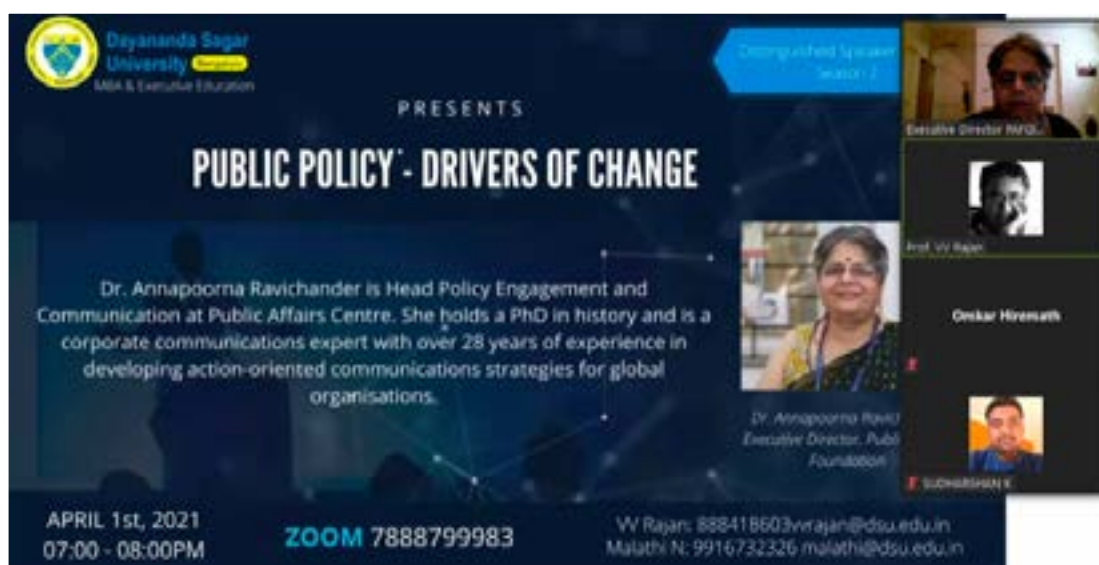 Dayananda Sagar
University Bengaluru
MBA & Executive Education
Distinguished Speaker
Season 2
PRESENTS
PUBLIC POLICY - DRIVERS OF CHANGE
Dr. Annapoorna Ravichander is Head Policy Engagement and
Communication at Public Affairs Centre. She holds a PhD in history and is a
corporate communications expert with over 28 years of experience in
developing action-oriented communications strategies for global
organisations.
Dr. Annapoorna
Executive Director, Publi
Foundation
APRIL 1st, 2021
07:00 - 08:00PM
ZOOM 7888799983
VV Rajan: 888418603vvrajan@dsu.edu.in
Malathi N: 9916732326 malathi@dsu.edu.in
Executive Director
Prof. VV Rajan
Omkar Hiremath
SUDHARSHAN K